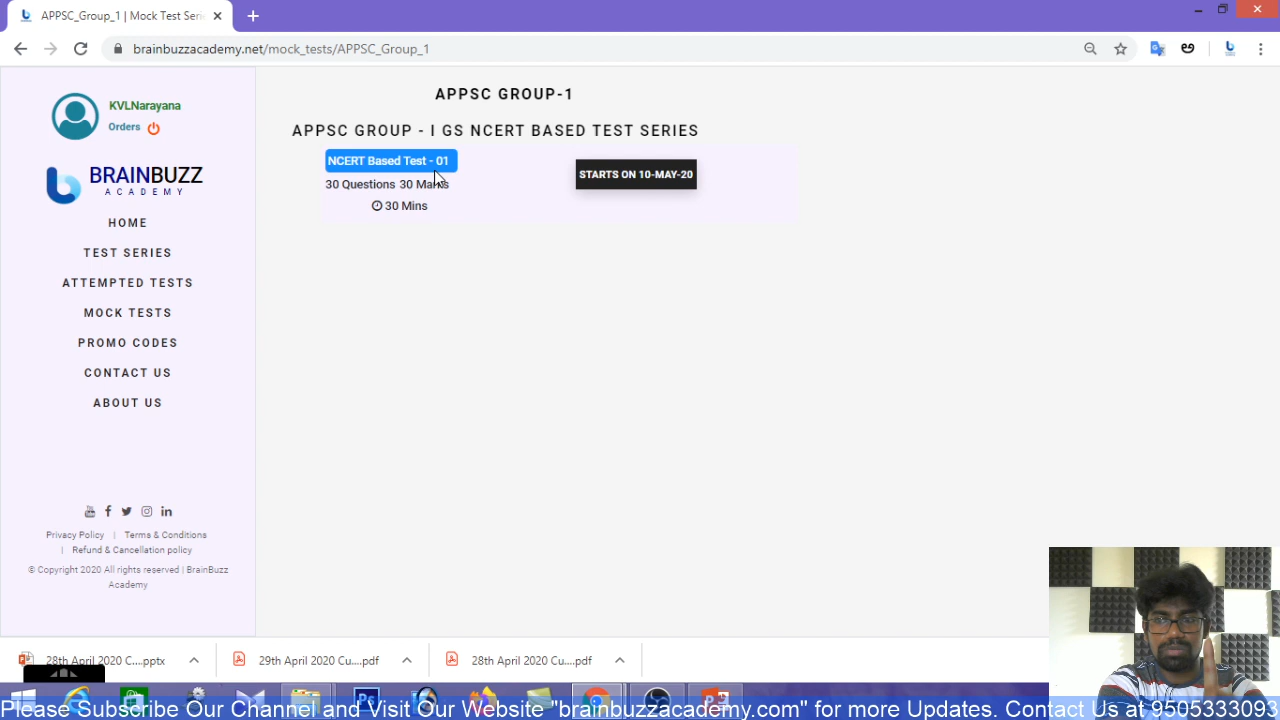 APPSC_Group_1 | Mock Test Seri
brainbuzzacademy.net/mock_tests/APPSC_Group_1
KVLNarayana
Orders
BRAINBUZZ
ACADEMY
HOME
TEST SERIES
ATTEMPTED TESTS
MOCK TESTS
PROMO CODES
CONTACT US
ABOUT US
Privacy Policy | Terms & Conditions
| Refund & Cancellation policy
© Copyright 2020 All rights reserved | BrainBuzz
Academy
APPSC GROUP-1
APPSC GROUP - I GS NCERT BASED TEST SERIES
NCERT Based Test - 01
30 Questions 30 Marks
30 Mins
STARTS ON 10-MAY-20
28th April 2020 C....pptx
29th April 2020 Cu....pdf
28th April 2020 Cu....pdf
Please Subscribe Our Channel and Visit Our Website "brainbuzzacademy.com" for more Updates. Contact Us at 9505333093